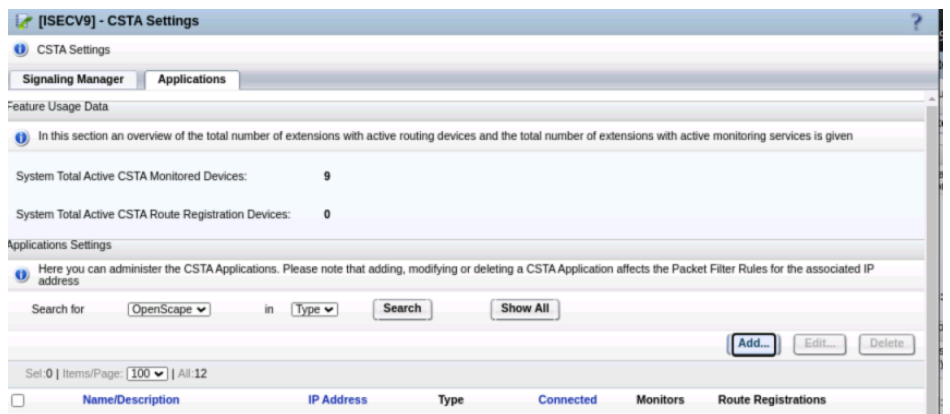 [ISECV9] - CSTA Settings
?
CSTA Settings
Signaling Manager Applications
Feature Usage Data
In this section an overview of the total number of extensions with active routing devices and the total number of extensions with active monitoring services is given
System Total Active CSTA Monitored Devices: 9
System Total Active CSTA Route Registration Devices: 0
Applications Settings
Here you can administer the CSTA Applications. Please note that adding, modifying or deleting a CSTA Application affects the Packet Filter Rules for the associated IP
address
Search for OpenScape in Type Search Show All
Add... Edit... Delete
Sel:0 | Items/Page: 100 | All:12
Name/Description IP Address Type Connected Monitors Route Registrations